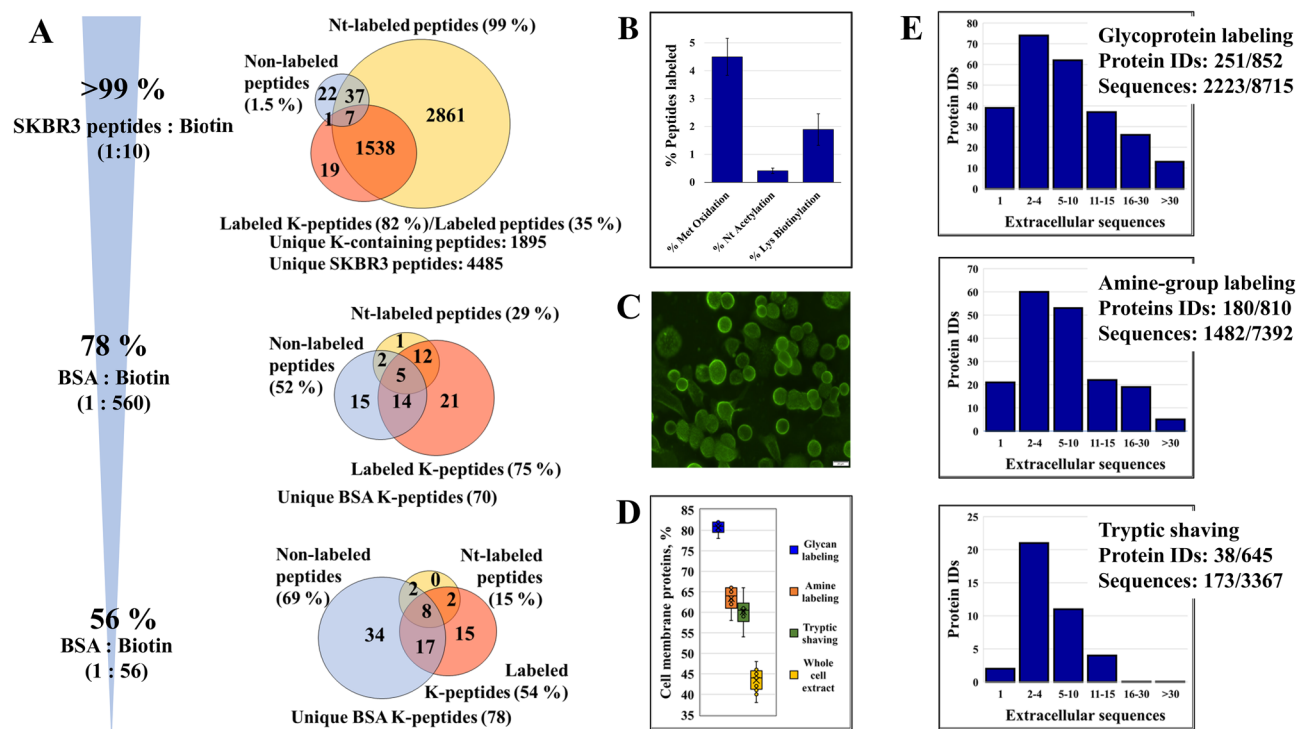 A
>99 %
SKBR3 peptides : Biotin
(1:10)
78 %
BSA : Biotin
(1 : 560)
56 %
BSA : Biotin
(1 : 56)
Nt-labeled peptides (99 %)
Non-labeled
peptides
(1.5 %)
22
37
2861
1
7
1538
19
Labeled K-peptides (82 %)/Labeled peptides (35 %)
Unique K-containing peptides: 1895
Unique SKBR3 peptides: 4485
Nt-labeled peptides (29 %)
Non-labeled
peptides
(52 %)
1
2
12
5
15
14
21
Labeled K-peptides (75 %)
Unique BSA K-peptides (70)
Non-labeled
peptides
(69 %)
Nt-labeled
peptides
(15 %)
0
2
2
8
34
17
15
Labeled
K-peptides (54 %)
Unique BSA K-peptides (78)
B
% Peptides labeled
5
4
3
2
1
0
% Met Oxidation
% Nt Acetylation
% Lys Biotinylation
C
D
Cell membrane proteins, %
85
80
75
70
65
60
55
50
45
40
35
Glycan
labeling
Amine
labeling
Tryptic
shaving
Whole
cell
extract
E
Glycoprotein labeling
Protein IDs: 251/852
Sequences: 2223/8715
Protein IDs
80
70
60
50
40
30
20
10
0
1 2-4 5-10 11-15 16-30 >30
Extracellular sequences
Amine-group labeling
Proteins IDs: 180/810
Sequences: 1482/7392
Protein IDs
70
60
50
40
30
20
10
0
1 2-4 5-10 11-15 16-30 >30
Extracellular sequences
Tryptic shaving
Protein IDs: 38/645
Sequences: 173/3367
Protein IDs
25
20
15
10
5
0
1 2-4 5-10 11-15 16-30 >30
Extracellular sequences